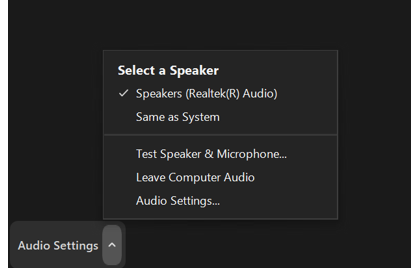 Select a Speaker
Speakers (Realtek(R) Audio)
Same as System
Test Speaker & Microphone...
Leave Computer Audio
Audio Settings...
Audio Settings